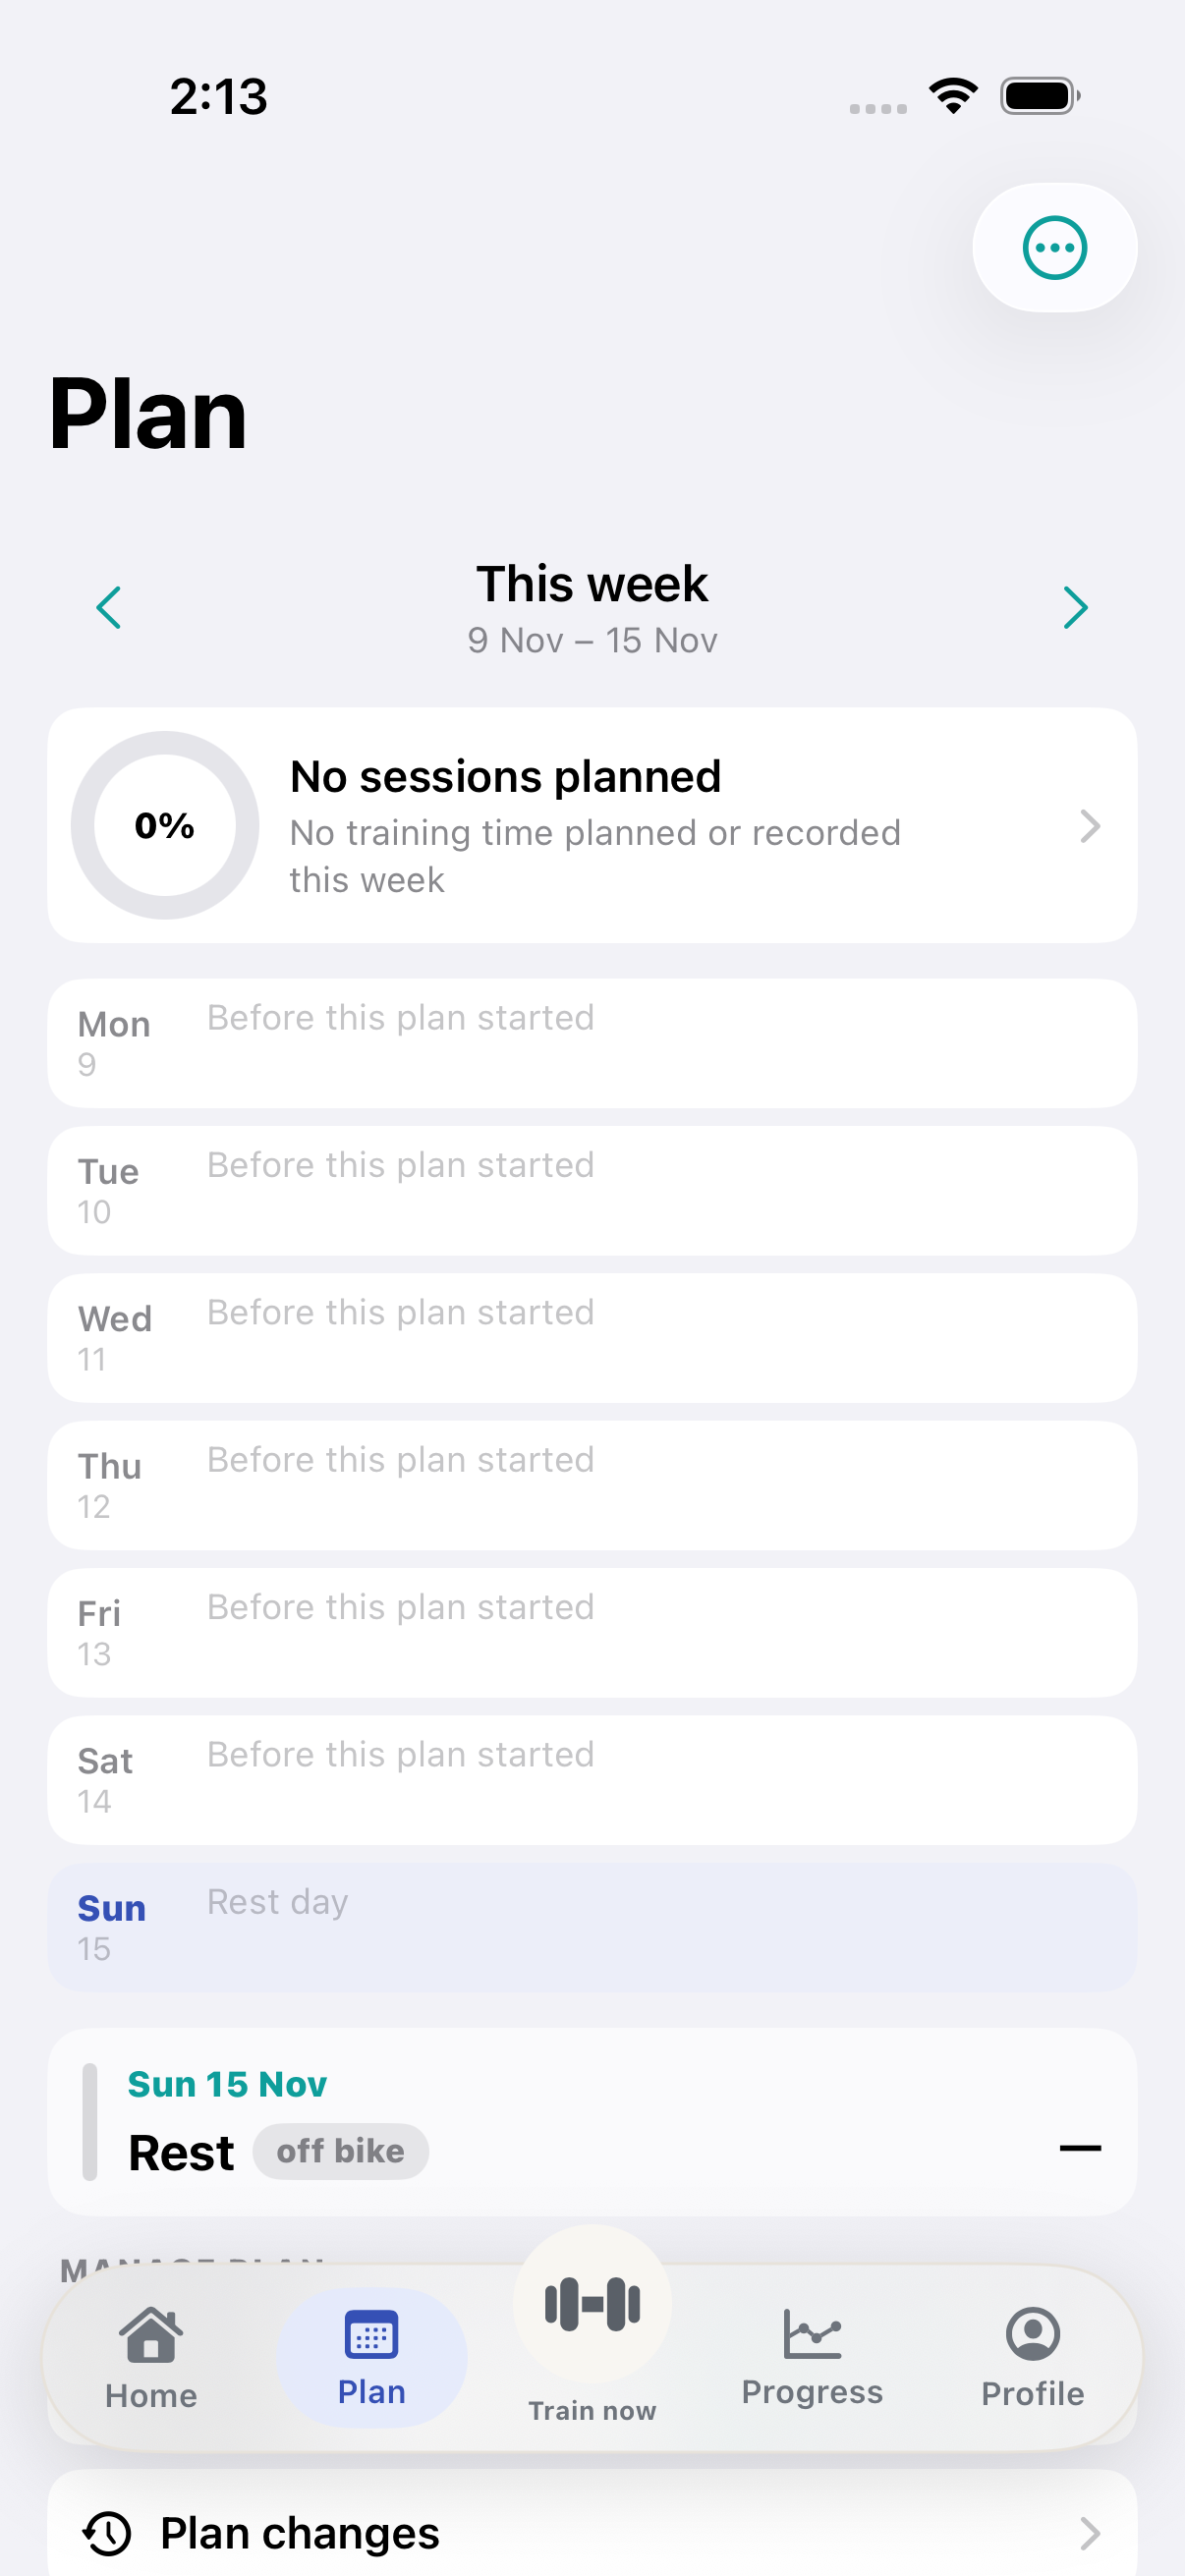 2:13
Plan
This week
9 Nov – 15 Nov
0%
No sessions planned
No training time planned or recorded
this week
Mon
Before this plan started
9
Tue
Before this plan started
10
Wed
Before this plan started
11
Thu
Before this plan started
12
Fri
Before this plan started
13
Sat
Before this plan started
14
Sun
Rest day
15
Sun 15 Nov
Rest
off bike
—
MANAGE PLAN
Home
Plan
Train now
Progress
Profile
Plan changes